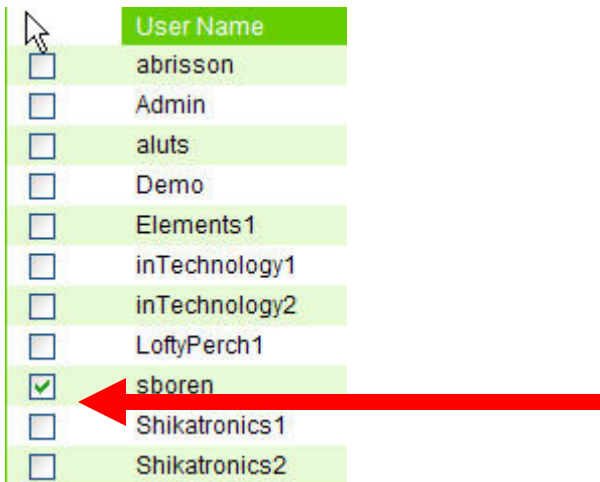 User Name
abrisson
Admin
aluts
Demo
Elements1
inTechnology1
inTechnology2
LoftyPerch1
sboren
Shikatronics1
Shikatronics2